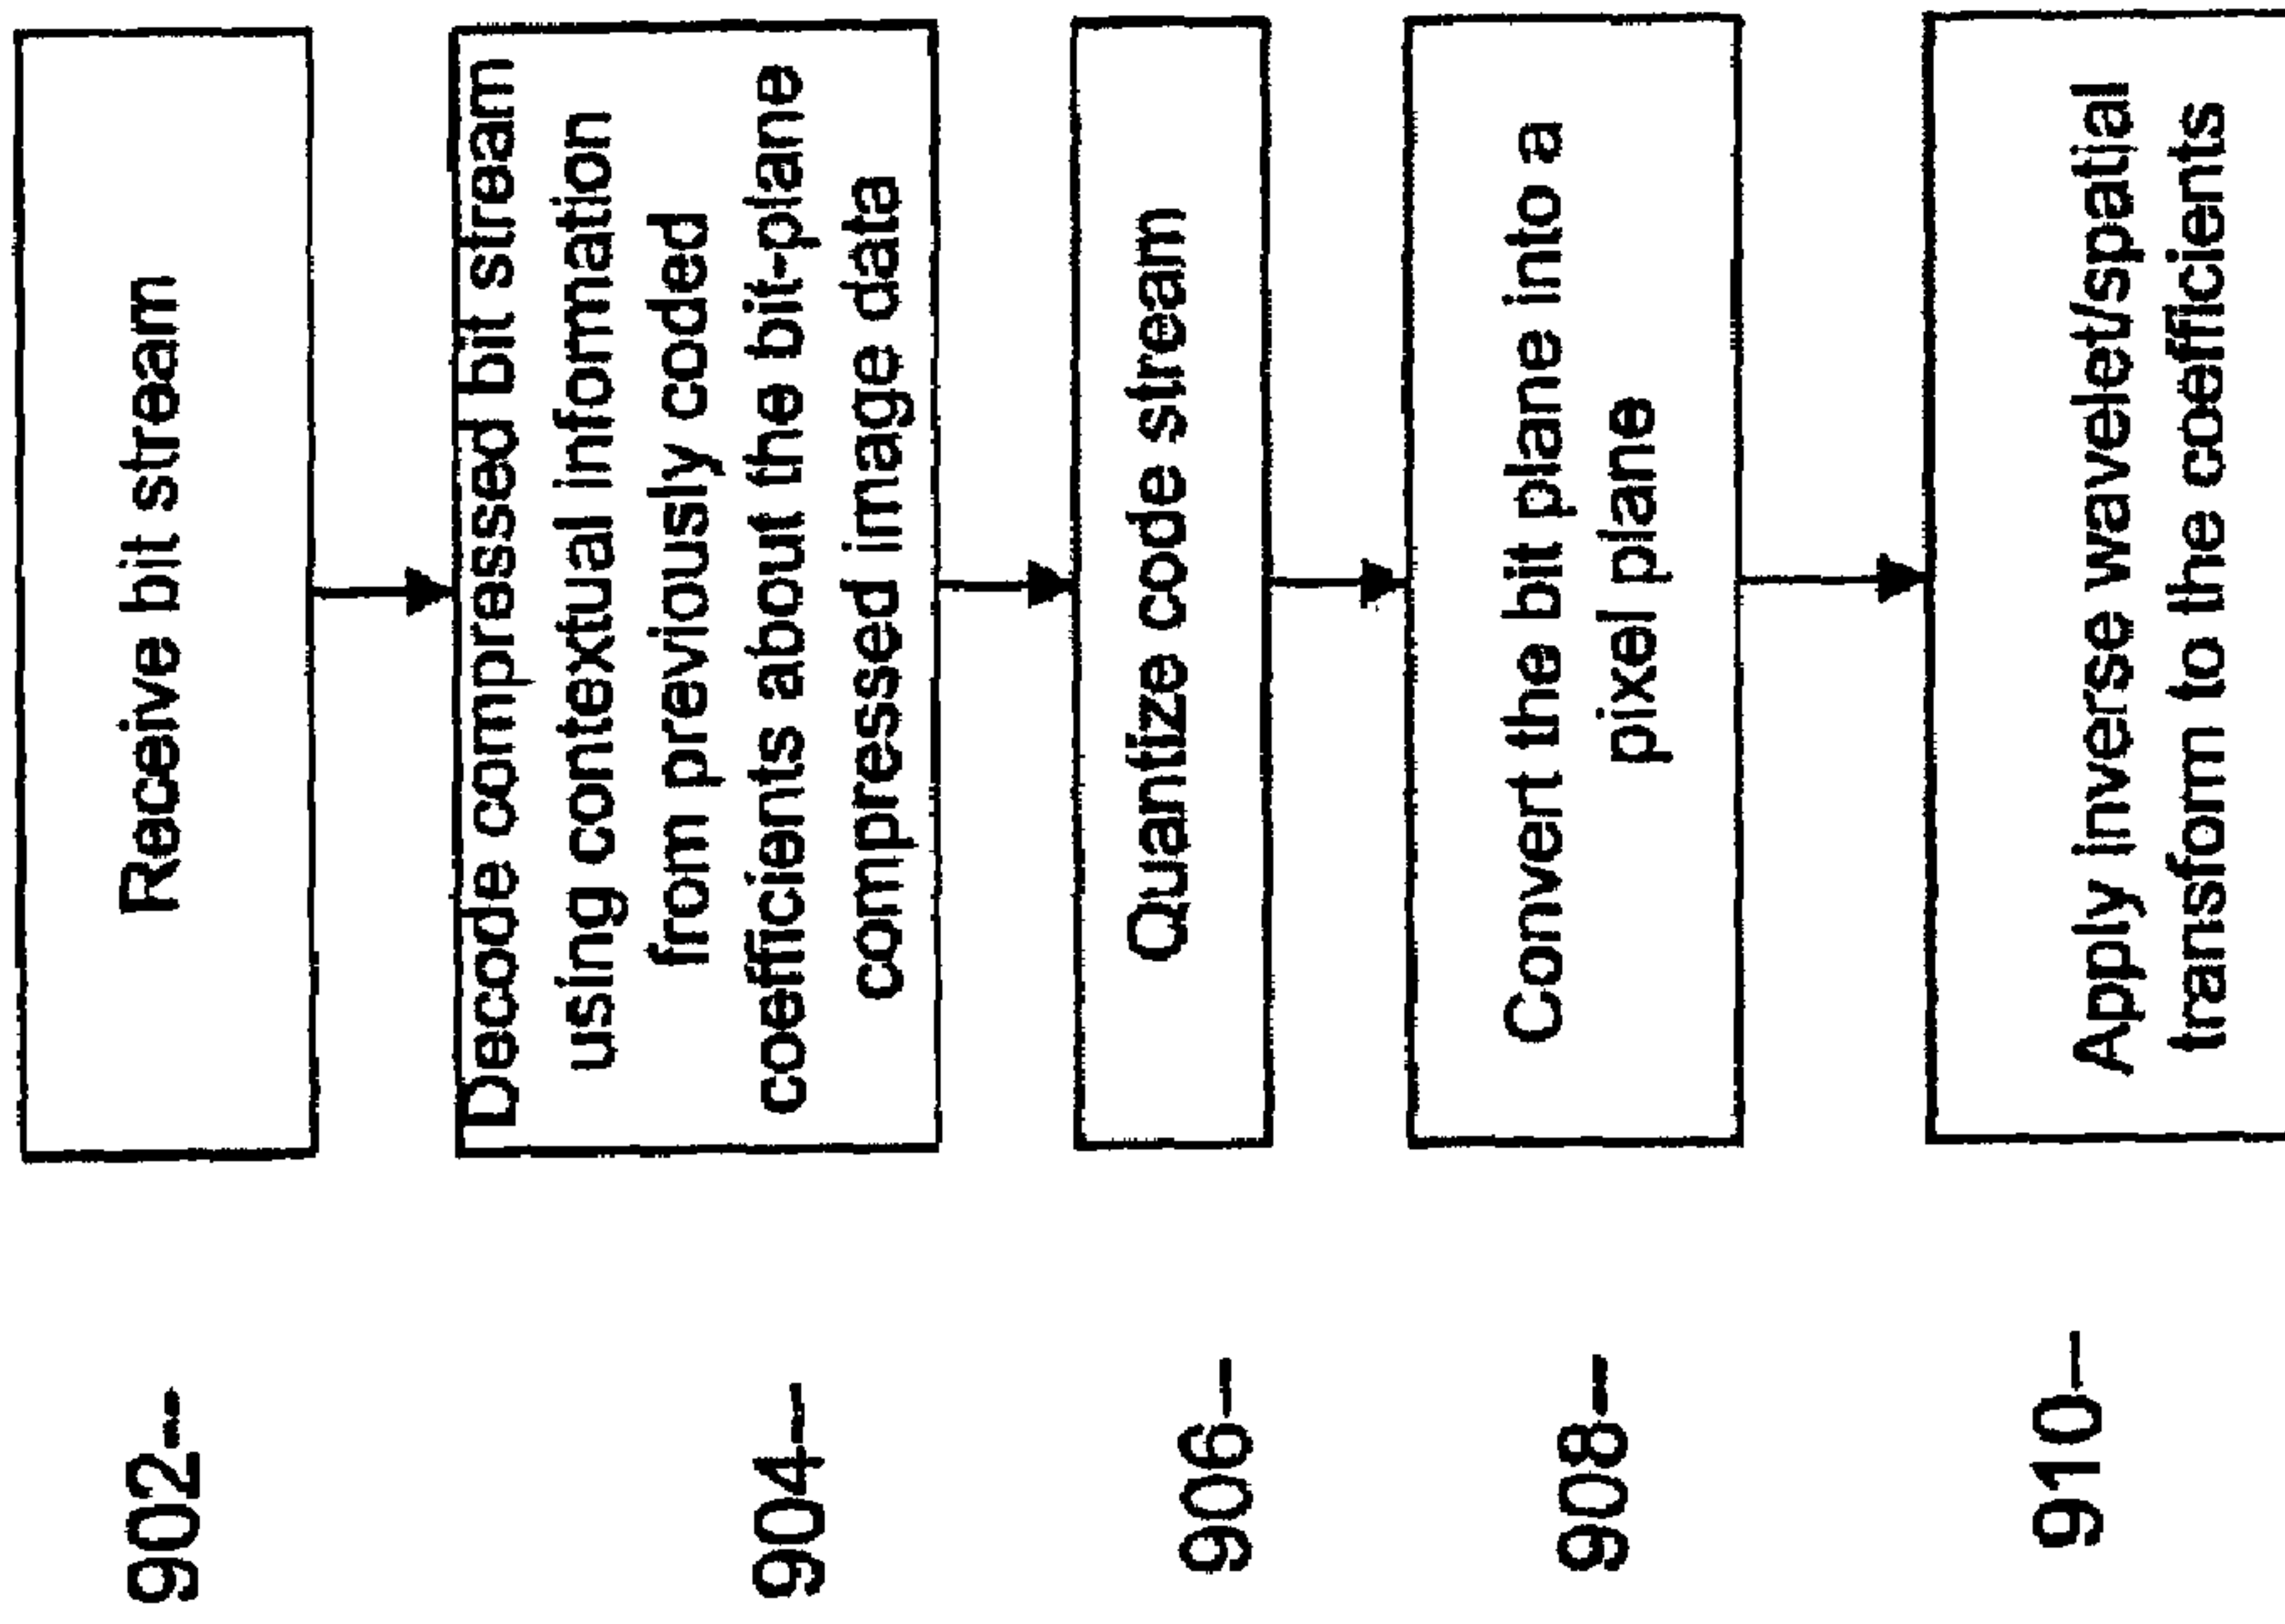 902
Receive bit stream
904
Decode compressed bit stream
using contextual information
from previously coded
coefficients about the bit-plane
compressed image data
906
Quantize code stream
908
Convert the bit plane into a
pixel plane
910
Apply inverse wavelet/spatial
transform to the coefficients